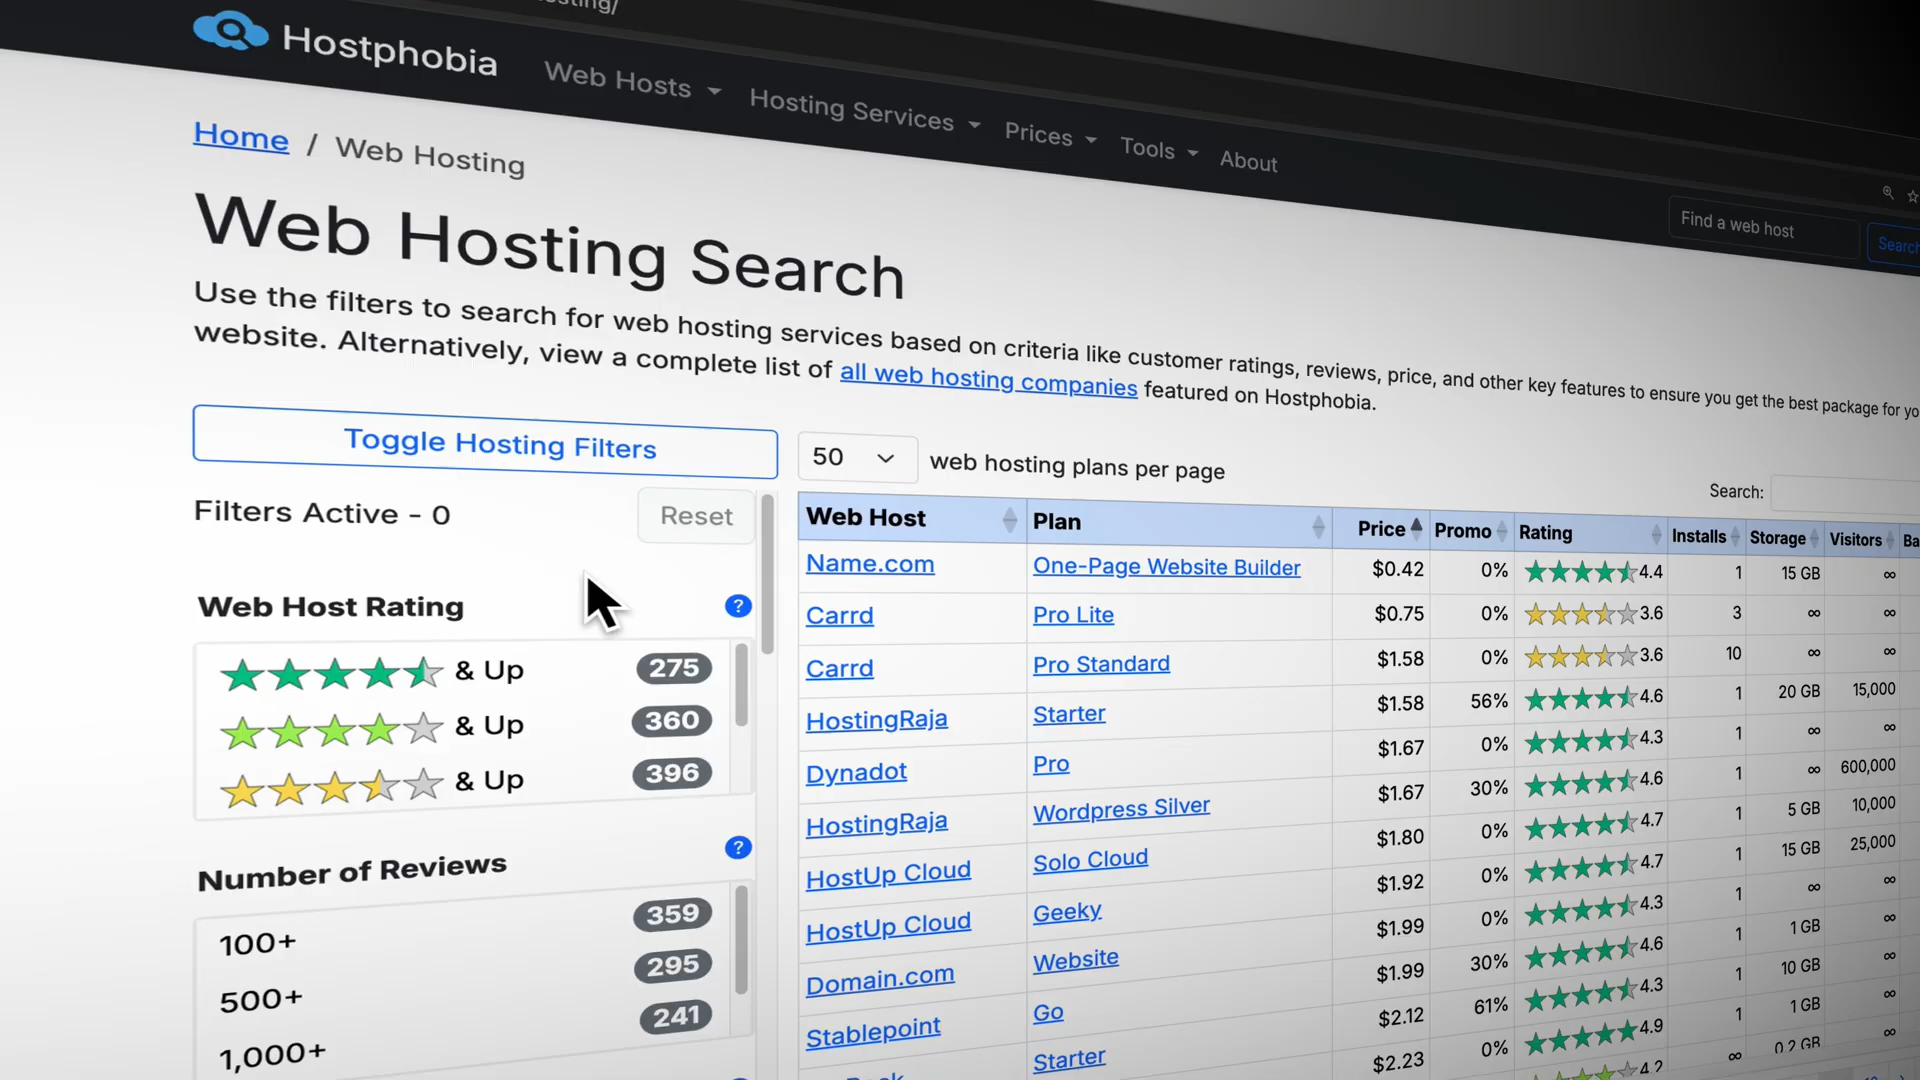 osting/
Hostphobia
Web Hosts
Hosting Services
Prices
Tools
About
Find a web host
Search
Home / Web Hosting
Web Hosting Search
Use the filters to search for web hosting services based on criteria like customer ratings, reviews, price, and other key features to ensure you get the best package for yo
website. Alternatively, view a complete list of all web hosting companies featured on Hostphobia.
Toggle Hosting Filters
50 web hosting plans per page
Search:
Filters Active - 0
Reset
Web Host Rating ?
& Up 275
& Up 360
& Up 396
Number of Reviews ?
100+ 359
500+ 295
1,000+ 241
Web Host Plan Price Promo Rating Installs Storage Visitors Ba
Name.com One-Page Website Builder $0.42 0% 4.4 1 15 GB ∞
Carrd Pro Lite $0.75 0% 3.6 3 ∞ ∞
Carrd Pro Standard $1.58 0% 3.6 10 ∞ ∞
HostingRaja Starter $1.58 56% 4.6 1 20 GB 15,000
Dynadot Pro $1.67 0% 4.3 1 ∞ ∞
HostingRaja Wordpress Silver $1.67 30% 4.6 1 ∞ 600,000
HostUp Cloud Solo Cloud $1.80 0% 4.7 1 5 GB 10,000
HostUp Cloud Geeky $1.92 0% 4.7 1 15 GB 25,000
Domain.com Website $1.99 0% 4.3 1 ∞ ∞
Stablepoint Go $1.99 30% 4.6 1 1 GB ∞
Starter $2.12 61% 4.3 1 10 GB ∞
$2.23 0% 4.9 1 1 GB ∞
4.2 ∞ 0.2 GB ∞